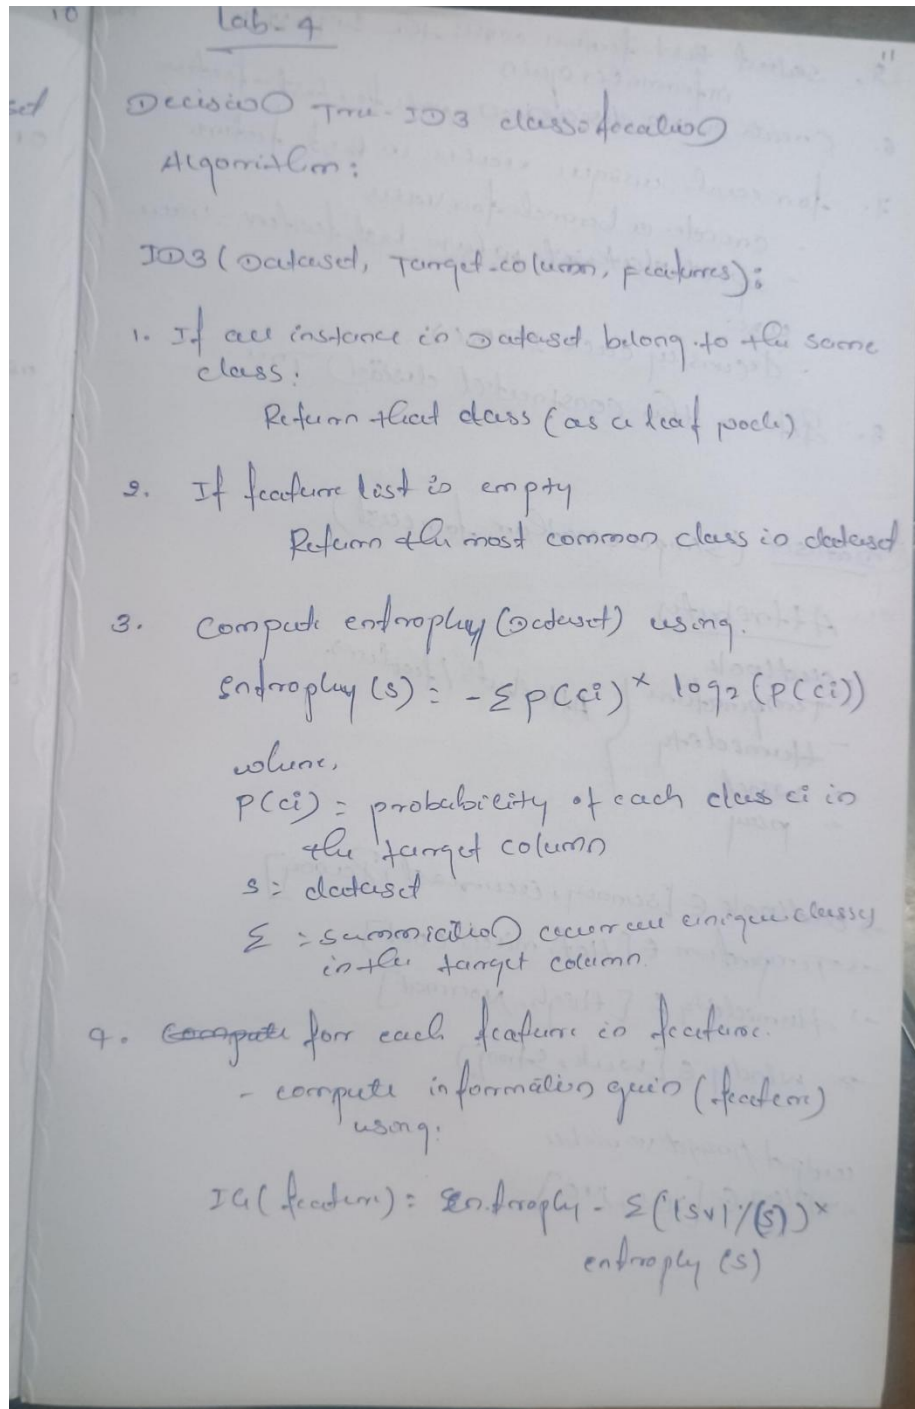 10
Lab-4
11
Decision Tree-ID3 classification
Algorithm:
ID3 (Dataset, Target-column, features):
1. If all instance in Dataset belong to the same
class:
Return that class (as a leaf node)
2. If feature list is empty
Return the most common class in dataset
3. Compute entrophy (Dataset) using.
Entrophy (s) = - Σ P(ci) × log2 (P(ci))
where,
P(ci) = probability of each class ci in
the target column
s = dataset
Σ = summation over all unique classes
in the target column.
4. Compute for each feature in feature.
- compute information gain (feature)
using:
IG (feature) = Entrophy - Σ(|Sv|/(S)) ×
entrophy (s)